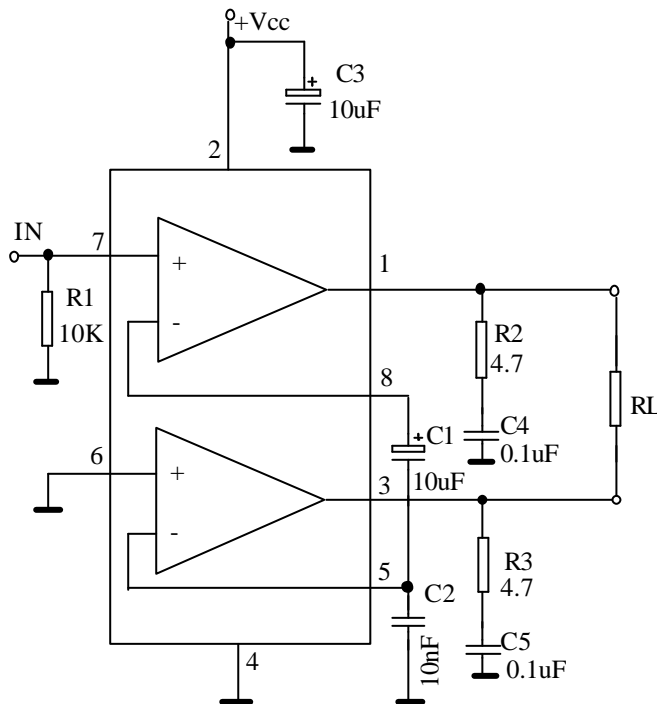 +Vcc
C3
10uF
2
IN
7
1
+
R1
10K
-
R2
4.7
8
RL
C4
0.1uF
+
C1
10uF
6
3
+
-
R3
4.7
5
C2
10nF
4
C5
0.1uF
+